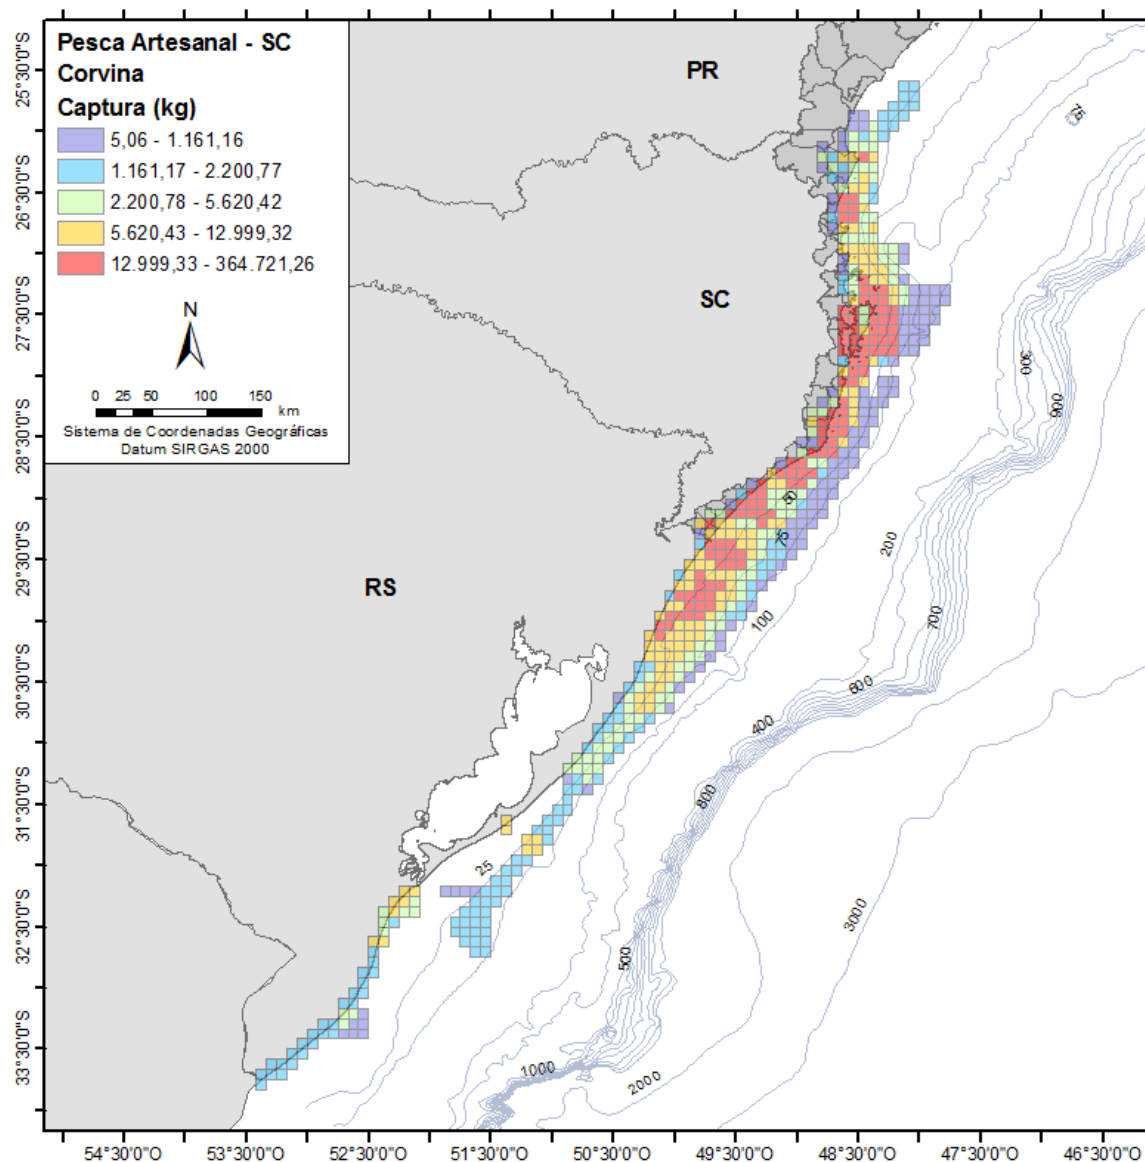 Pesca Artesanal - SC
Corvina
Captura (kg)
5,06 - 1.161,16
1.161,17 - 2.200,77
2.200,78 - 5.620,42
5.620,43 - 12.999,32
12.999,33 - 364.721,26
N
0 25 50 100 150
km
Sistema de Coordenadas Geográficas
Datum SIRGAS 2000
PR
SC
RS
75
300
900
50
75
200
100
700
600
400
800
25
500
3000
1000
2000
25°30'0"S
26°30'0"S
27°30'0"S
28°30'0"S
29°30'0"S
30°30'0"S
31°30'0"S
32°30'0"S
33°30'0"S
54°30'0"O
53°30'0"O
52°30'0"O
51°30'0"O
50°30'0"O
49°30'0"O
48°30'0"O
47°30'0"O
46°30'0"O